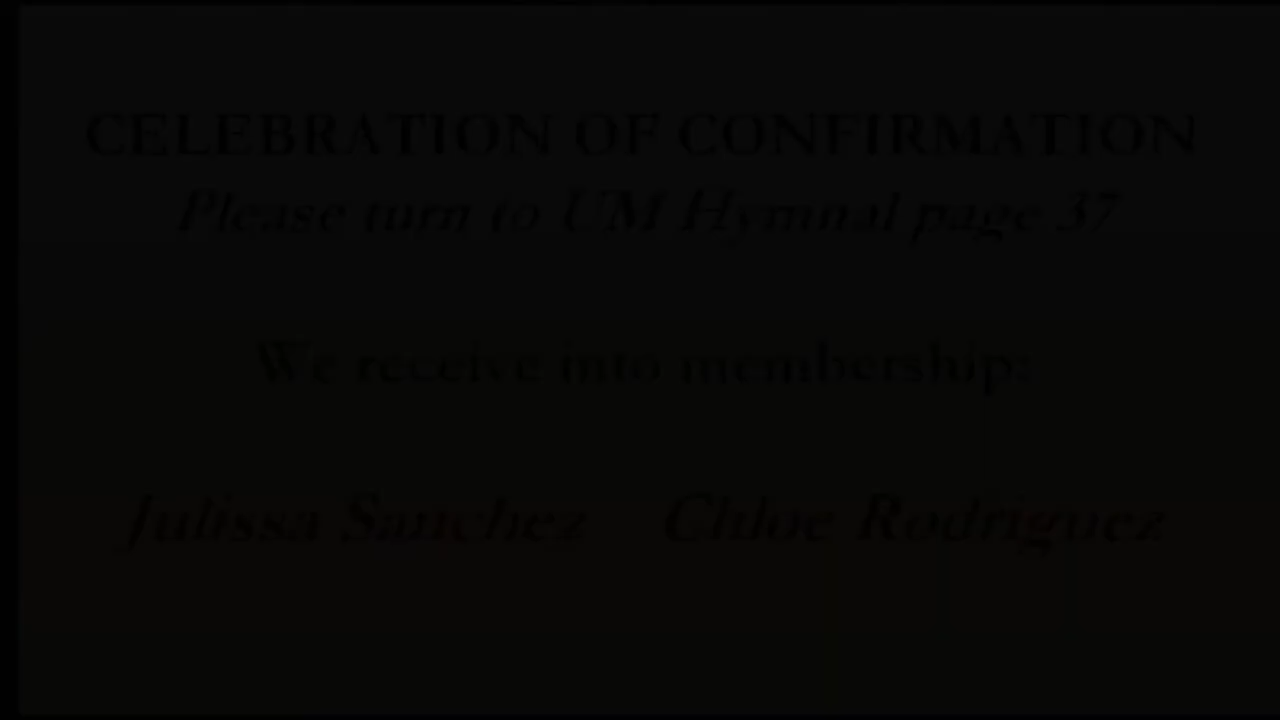 CELEBRATION OF CONFIRMATION
Please turn to UM Hymnal page 37
We receive into membership:
Julissa Sanchez Chloe Rodriguez